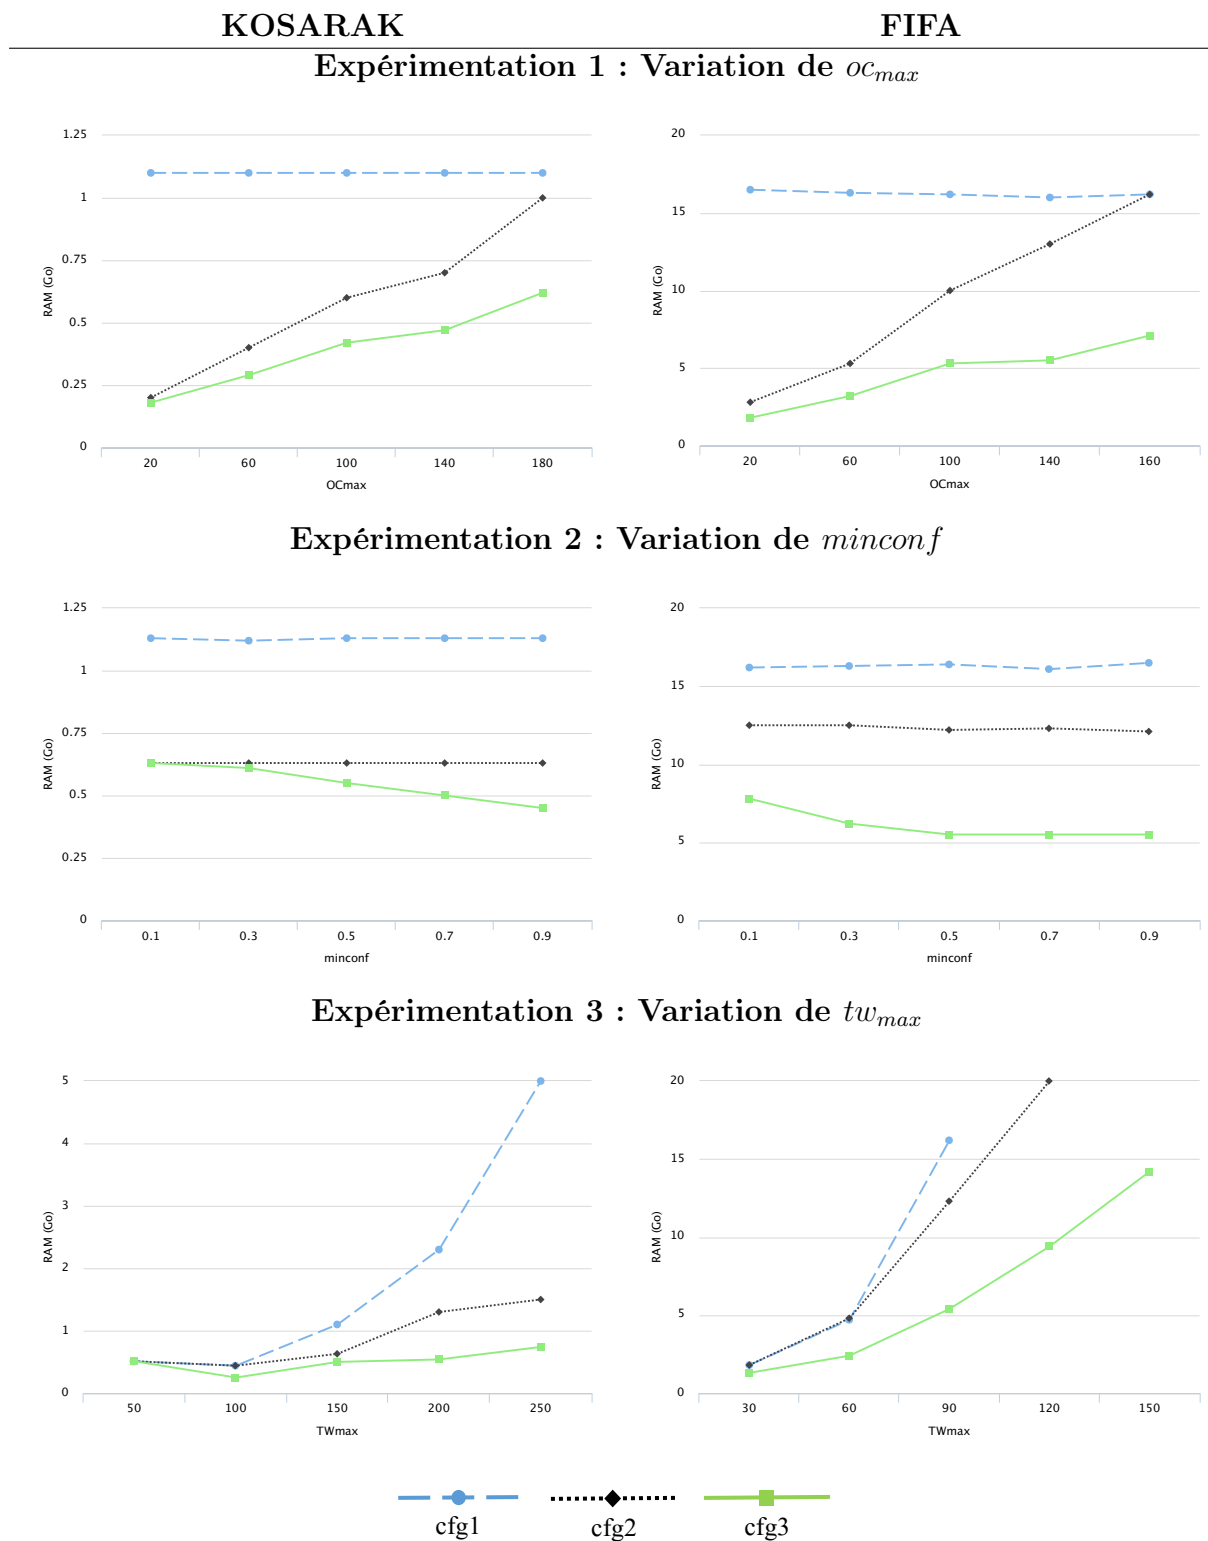 KOSARAK FIFA
Expérimentation 1 : Variation de oc_max
1.25
1
0.75
0.5
0.25
0
RAM (Go)
20 60 100 140 180
OCmax
20
15
10
5
0
RAM (Go)
20 60 100 140 160
OCmax
Expérimentation 2 : Variation de minconf
1.25
1
0.75
0.5
0.25
0
RAM (Go)
0.1 0.3 0.5 0.7 0.9
minconf
20
15
10
5
0
RAM (Go)
0.1 0.3 0.5 0.7 0.9
minconf
Expérimentation 3 : Variation de tw_max
5
4
3
2
1
0
RAM (Go)
50 100 150 200 250
TWmax
20
15
10
5
0
RAM (Go)
30 60 90 120 150
TWmax
cfg1 cfg2 cfg3